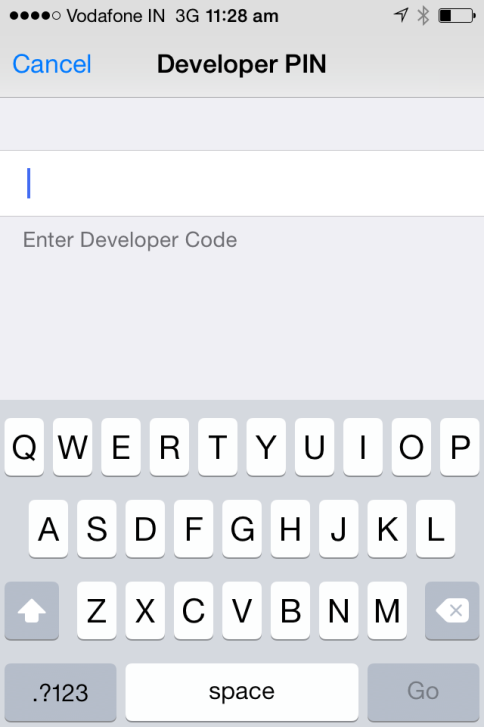 Vodafone IN 3G 11:28 am
Cancel Developer PIN
Enter Developer Code
Q W E R T Y U I O P
A S D F G H J K L
Z X C V B N M
.?123 space Go